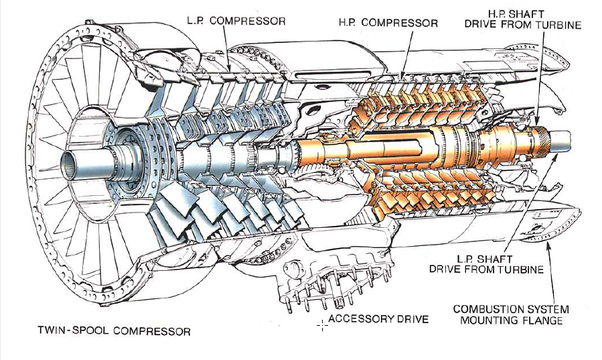 L.P. COMPRESSOR
H.P. COMPRESSOR
H.P. SHAFT
DRIVE FROM TURBINE
L.P. SHAFT
DRIVE FROM TURBINE
COMBUSTION SYSTEM
MOUNTING FLANGE
ACCESSORY DRIVE
TWIN-SPOOL COMPRESSOR